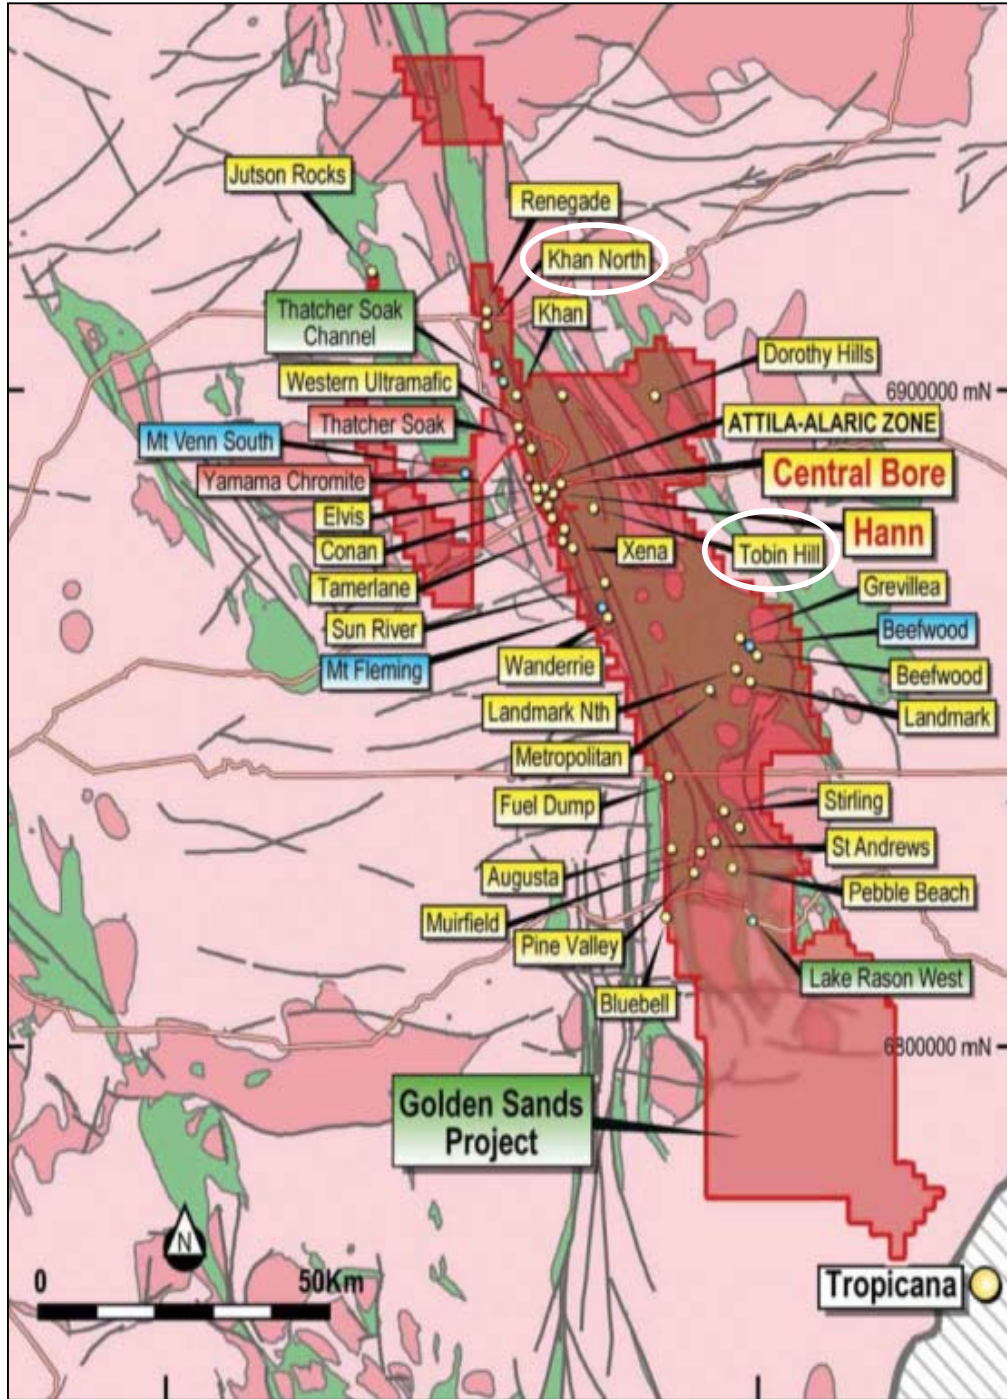 Jutson Rocks
Renegade
Khan North
Thatcher Soak
Channel
Khan
Dorothy Hills
Western Ultramafic
6900000 mN
Thatcher Soak
ATTILA-ALARIC ZONE
Mt Venn South
Central Bore
Yamama Chromite
Elvis
Hann
Conan
Xena
Tobin Hill
Tamerlane
Grevillea
Sun River
Beefwood
Mt Fleming
Wanderrie
Beefwood
Landmark Nth
Landmark
Metropolitan
Fuel Dump
Stirling
St Andrews
Augusta
Pebble Beach
Muirfield
Pine Valley
Lake Rason West
Bluebell
6800000 mN
Golden Sands
Project
N
0
50Km
Tropicana